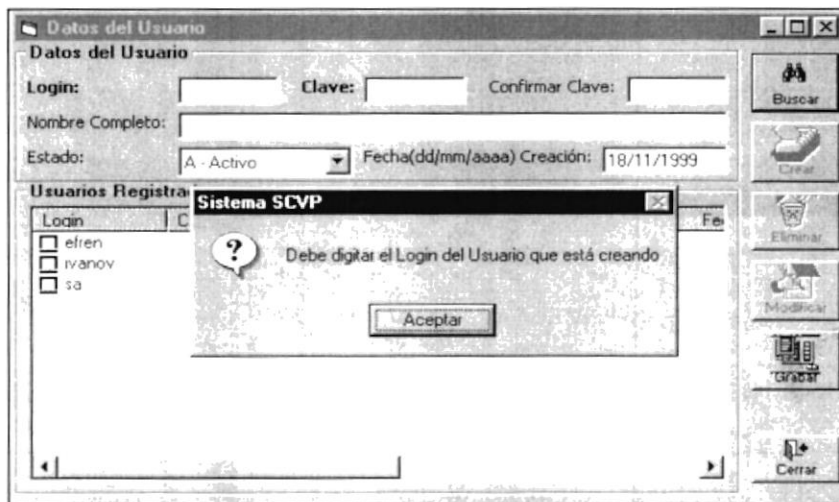 Datos del Usuario
Datos del Usuario
Login: Clave: Confirmar Clave:
Nombre Completo:
Estado: A - Activo Fecha(dd/mm/aaaa) Creación: 18/11/1999
Usuarios Registra
Login C Fe
efren
ivanov
sa
Sistema SCVP
Debe digitar el Login del Usuario que está creando
Aceptar
Buscar
Crear
Eliminar
Modificar
Grabar
Cerrar